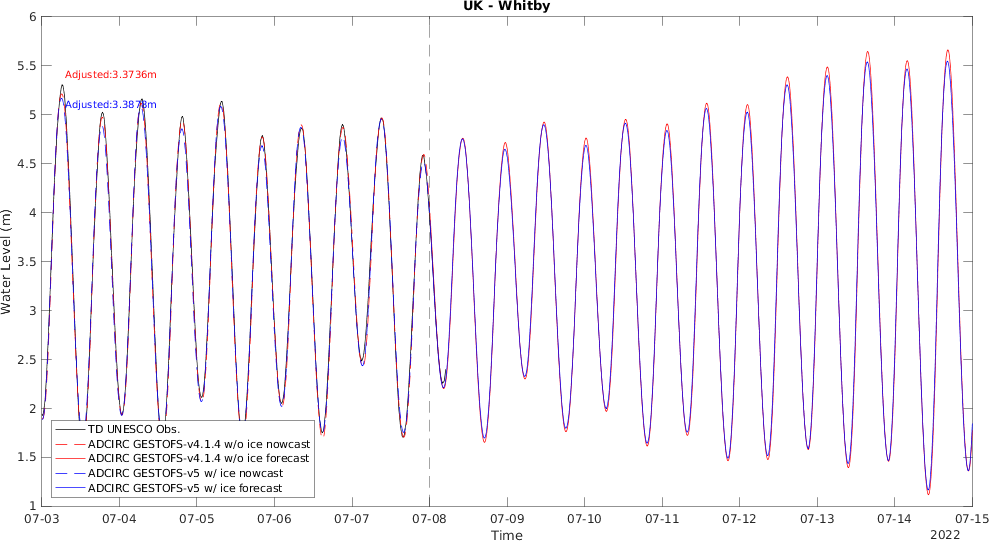 UK - Whitby
6
5.5
5
4.5
4
3.5
3
2.5
2
1.5
1
Water Level (m)
Adjusted:3.3736m
Adjusted:3.3878m
TD UNESCO Obs.
ADCIRC GESTOFS-v4.1.4 w/o ice nowcast
ADCIRC GESTOFS-v4.1.4 w/o ice forecast
ADCIRC GESTOFS-v5 w/ ice nowcast
ADCIRC GESTOFS-v5 w/ ice forecast
07-03 07-04 07-05 07-06 07-07 07-08 07-09 07-10 07-11 07-12 07-13 07-14 07-15
Time
2022